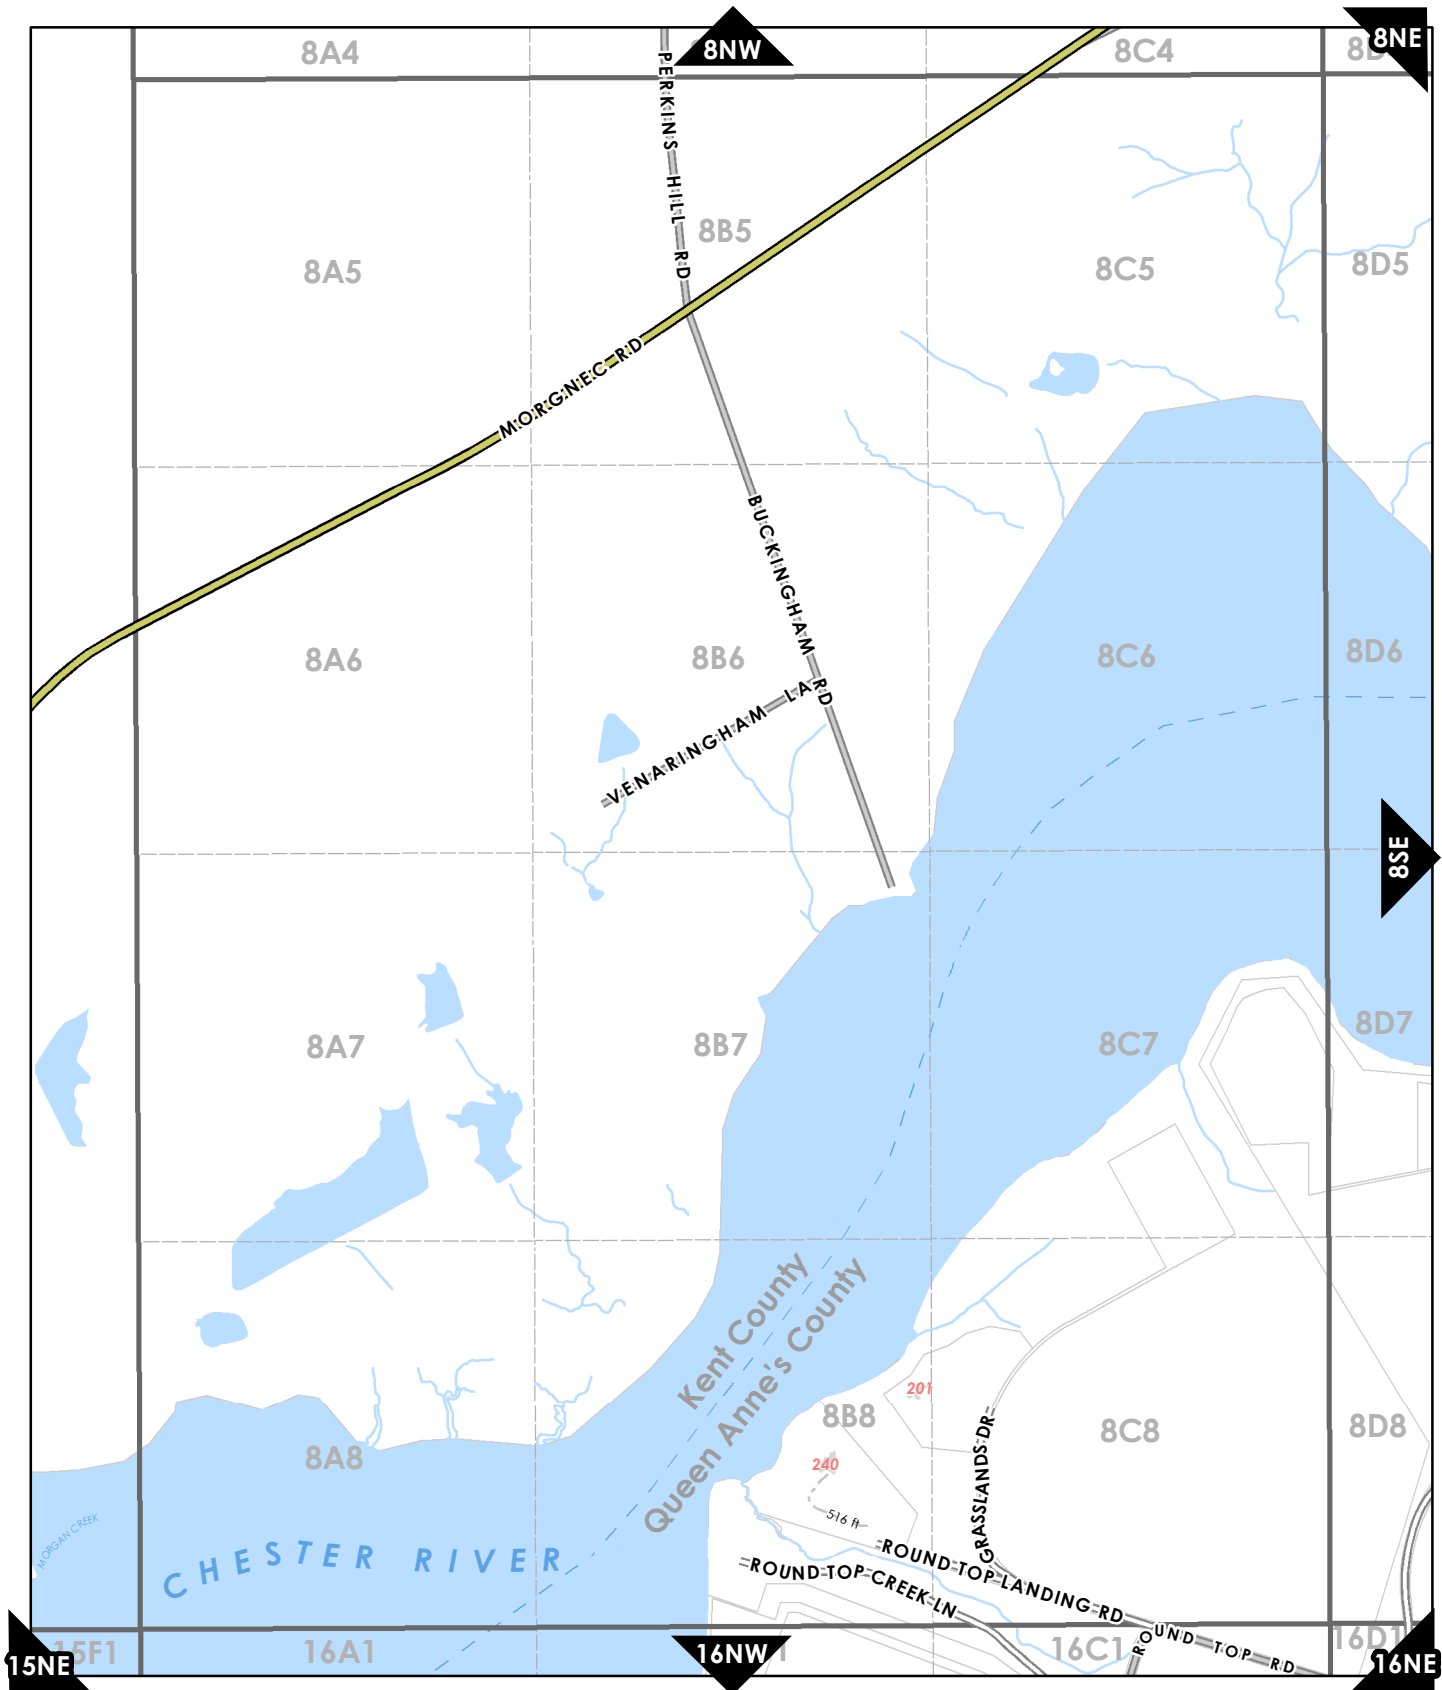 8A4
8NW
8C4
8NE
PERKINS HILL RD
8B5
8A5
8C5
8D5
MORGNEC RD
BUCKINGHAM RD
8A6
8B6
8C6
8D6
VENARINGHAM LA
8SE
8A7
8B7
8C7
8D7
Kent County
Queen Anne's County
201
8B8
8C8
8D8
8A8
240
GRASSLANDS DR
516 ft
MORGAN CREEK
CHESTER RIVER
ROUND TOP LANDING RD
ROUND TOP CREEK LN
ROUND TOP RD
15F1
16A1
16NW
16C1
16D1
15NE
16NE